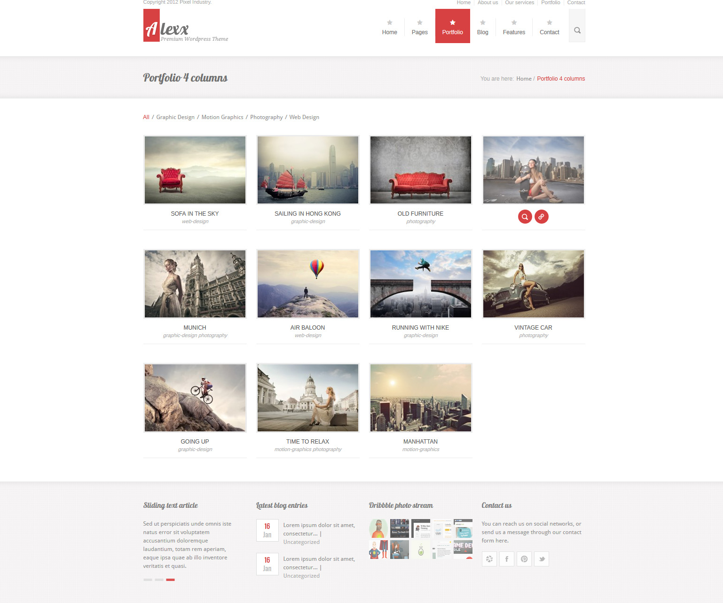 Copyright 2012 Pixel Industry.
Home About us Our services Portfolio Contact
Alexx
Premium Wordpress Theme
Home Pages Portfolio Blog Features Contact
Portfolio 4 columns
You are here: Home / Portfolio 4 columns
All / Graphic Design / Motion Graphics / Photography / Web Design
SOFA IN THE SKY
web-design
SAILING IN HONG KONG
graphic-design
OLD FURNITURE
photography
MUNICH
graphic-design photography
AIR BALOON
web-design
RUNNING WITH NIKE
graphic-design
VINTAGE CAR
photography
GOING UP
graphic-design
TIME TO RELAX
motion-graphics photography
MANHATTAN
motion-graphics
Sliding text article
Sed ut perspiciatis unde omnis iste
natus error sit voluptatem
accusantium doloremque
laudantium, totam rem aperiam,
eaque ipsa quae ab illo inventore
veritatis et quasi.
Latest blog entries
16
Jan
Lorem ipsum dolor sit amet,
consectetur... |
Uncategorized
16
Jan
Lorem ipsum dolor sit amet,
consectetur... |
Uncategorized
Dribbble photo stream
Contact us
You can reach us on social networks, or
send us a message through our contact
form here.